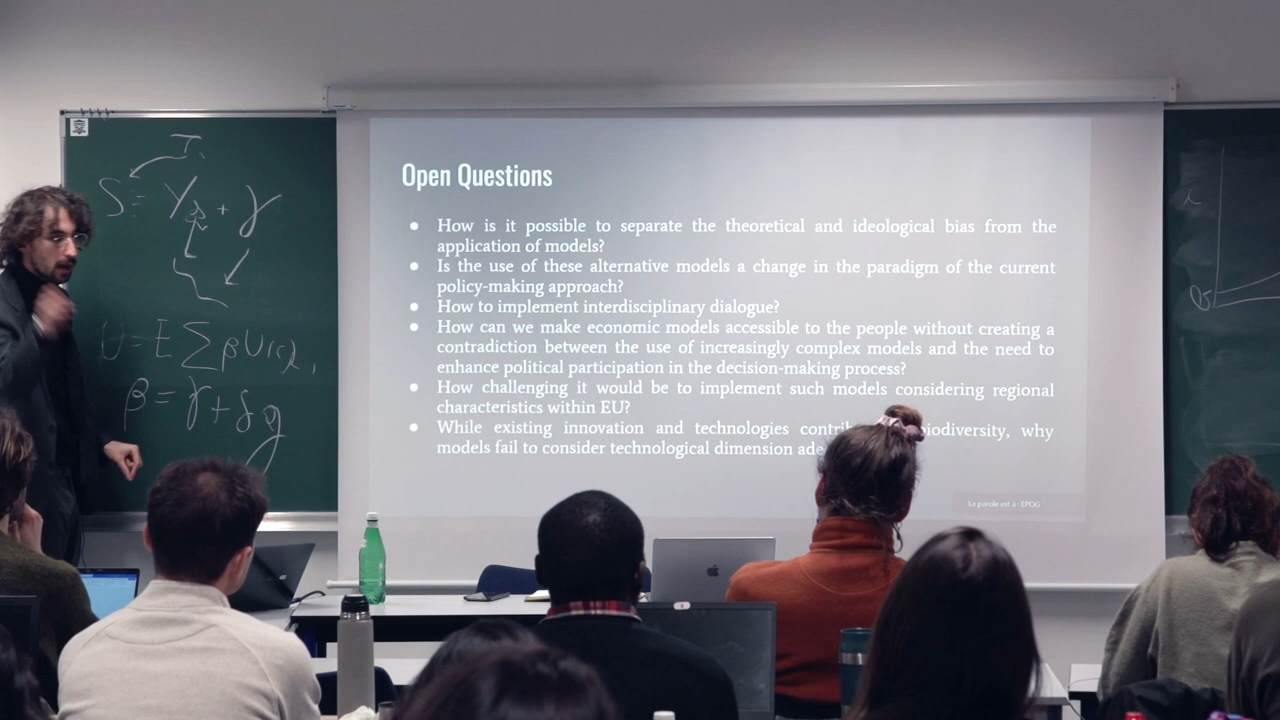 T
S = Y + γ
U = E ∑ β U(c),
β = γ + δg
Open Questions
● How is it possible to separate the theoretical and ideological bias from the
application of models?
● Is the use of these alternative models a change in the paradigm of the current
policy-making approach?
● How to implement interdisciplinary dialogue?
● How can we make economic models accessible to the people without creating a
contradiction between the use of increasingly complex models and the need to
enhance political participation in the decision-making process?
● How challenging it would be to implement such models considering regional
characteristics within EU?
● While existing innovation and technologies biodiversity, why
models fail to consider technological dimension
La parole est à : EPOG